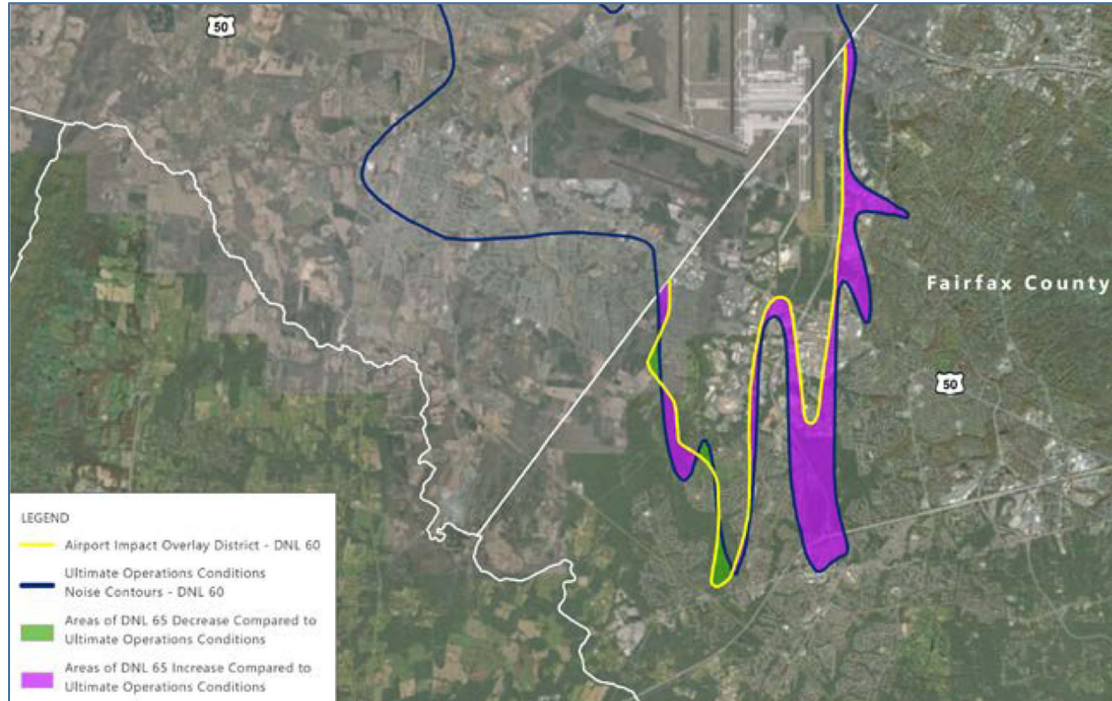 50
Fairfax County
50
LEGEND
Airport Impact Overlay District - DNL 60
Ultimate Operations Conditions
Noise Contours - DNL 60
Areas of DNL 65 Decrease Compared to
Ultimate Operations Conditions
Areas of DNL 65 Increase Compared to
Ultimate Operations Conditions